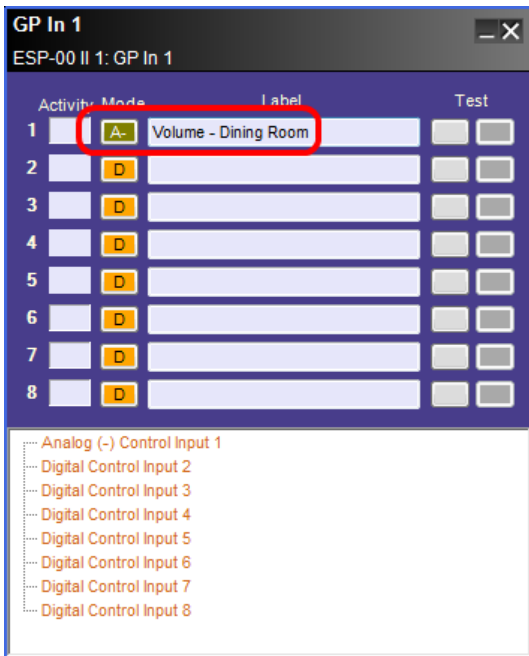 GP In 1
ESP-00 II 1: GP In 1
Activity Mode Label Test
1 A- Volume - Dining Room
2 D
3 D
4 D
5 D
6 D
7 D
8 D
Analog (-) Control Input 1
Digital Control Input 2
Digital Control Input 3
Digital Control Input 4
Digital Control Input 5
Digital Control Input 6
Digital Control Input 7
Digital Control Input 8